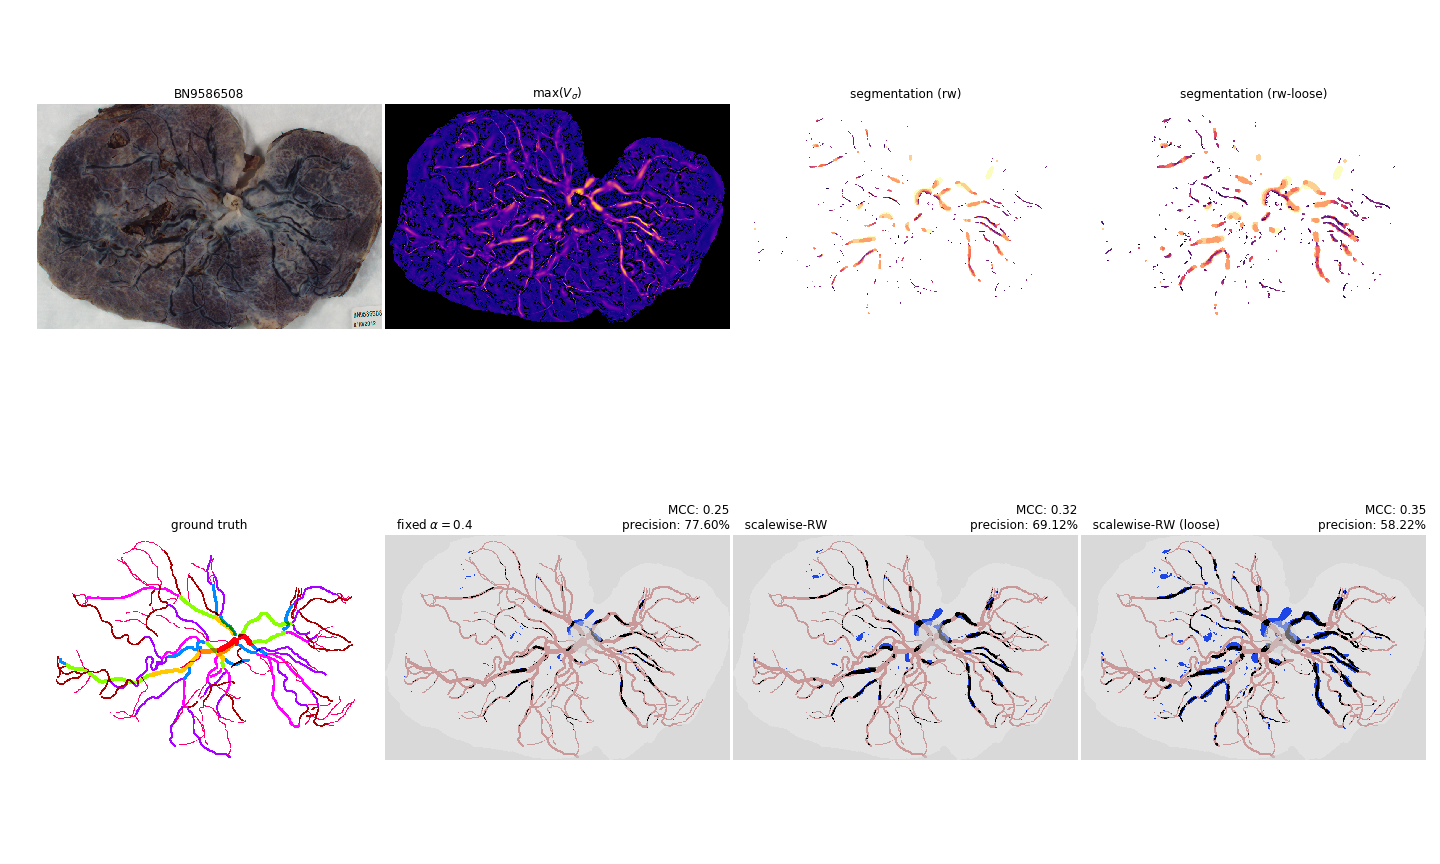 BN9586508
max(V_σ)
segmentation (rw)
segmentation (rw-loose)
ground truth
fixed α = 0.4
MCC: 0.25
precision: 77.60%
scalewise-RW
MCC: 0.32
precision: 69.12%
scalewise-RW (loose)
MCC: 0.35
precision: 58.22%